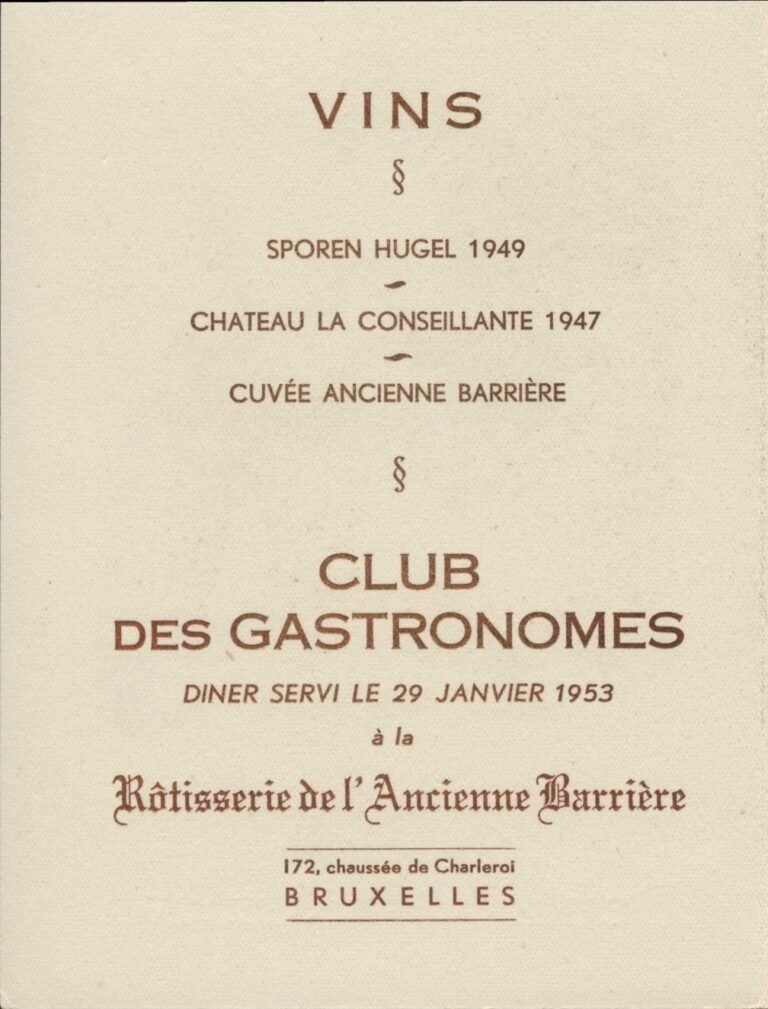 VINS
§
SPOREN HUGEL 1949
CHATEAU LA CONSEILLANTE 1947
CUVÉE ANCIENNE BARRIÈRE
§
CLUB
DES GASTRONOMES
DINER SERVI LE 29 JANVIER 1953
à la
Rôtisserie de l'Ancienne Barrière
172, chaussée de Charleroi
BRUXELLES